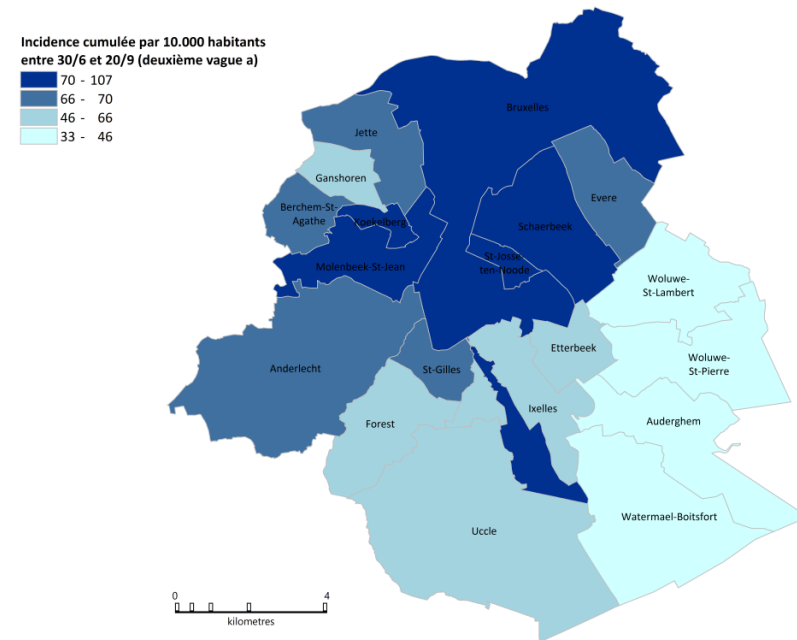 Incidence cumulée par 10.000 habitants
entre 30/6 et 20/9 (deuxième vague a)
70 - 107
66 - 70
46 - 66
33 - 46
Bruxelles
Jette
Ganshoren
Evere
Berchem-St-
Agathe
Koekelberg
Schaerbeek
St-Josse-
ten-Noode
Molenbeek-St-Jean
Woluwe-
St-Lambert
Etterbeek
Woluwe-
St-Pierre
Anderlecht
St-Gilles
Ixelles
Auderghem
Forest
Watermael-Boitsfort
Uccle
0 4
kilometres